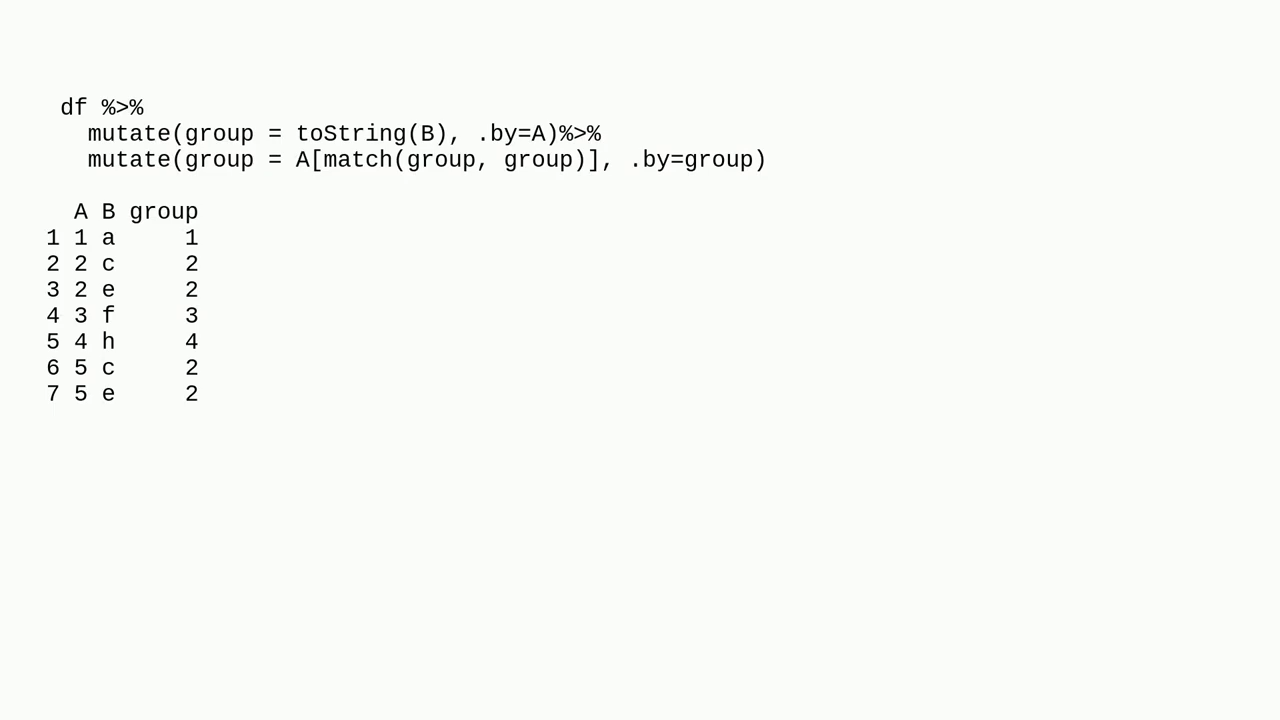 df %>%
  mutate(group = toString(B), .by=A)%>%
  mutate(group = A[match(group, group)], .by=group)
  A B group
1 1 a     1
2 2 c     2
3 2 e     2
4 3 f     3
5 4 h     4
6 5 c     2
7 5 e     2